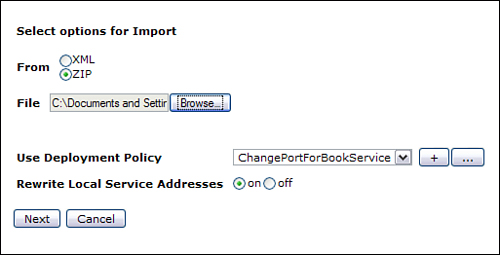 Select options for Import
From XML
ZIP
File C:\Documents and Settir Browse...
Use Deployment Policy ChangePortForBookService + ...
Rewrite Local Service Addresses on off
Next Cancel